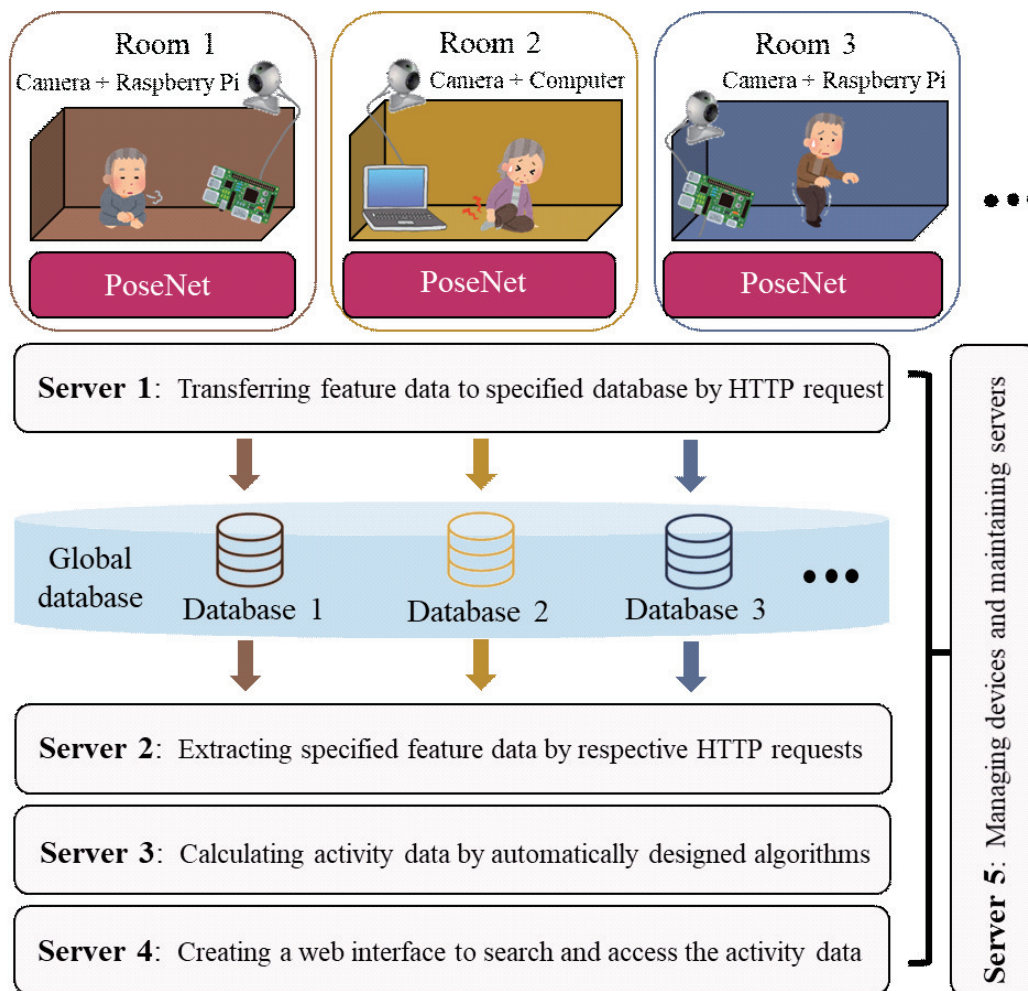 Room 1
Camera + Raspberry Pi
PoseNet
Room 2
Camera + Computer
PoseNet
Room 3
Camera + Raspberry Pi
PoseNet
Server 1: Transferring feature data to specified database by HTTP request
Global
database
Database 1
Database 2
Database 3
Server 2: Extracting specified feature data by respective HTTP requests
Server 3: Calculating activity data by automatically designed algorithms
Server 4: Creating a web interface to search and access the activity data
Server 5: Managing devices and maintaining servers